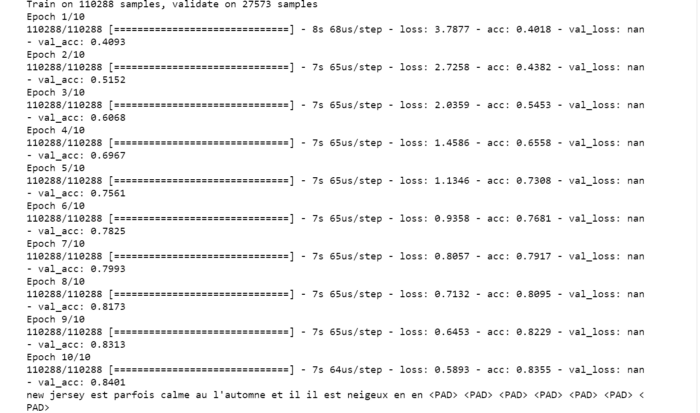 Train on 110288 samples, validate on 27573 samples
Epoch 1/10
110288/110288 [==============================] - 8s 68us/step - loss: 3.7877 - acc: 0.4018 - val_loss: nan
- val_acc: 0.4093
Epoch 2/10
110288/110288 [==============================] - 7s 65us/step - loss: 2.7258 - acc: 0.4382 - val_loss: nan
- val_acc: 0.5152
Epoch 3/10
110288/110288 [==============================] - 7s 65us/step - loss: 2.0359 - acc: 0.5453 - val_loss: nan
- val_acc: 0.6068
Epoch 4/10
110288/110288 [==============================] - 7s 65us/step - loss: 1.4586 - acc: 0.6558 - val_loss: nan
- val_acc: 0.6967
Epoch 5/10
110288/110288 [==============================] - 7s 65us/step - loss: 1.1346 - acc: 0.7308 - val_loss: nan
- val_acc: 0.7561
Epoch 6/10
110288/110288 [==============================] - 7s 65us/step - loss: 0.9358 - acc: 0.7681 - val_loss: nan
- val_acc: 0.7825
Epoch 7/10
110288/110288 [==============================] - 7s 65us/step - loss: 0.8057 - acc: 0.7917 - val_loss: nan
- val_acc: 0.7993
Epoch 8/10
110288/110288 [==============================] - 7s 65us/step - loss: 0.7132 - acc: 0.8095 - val_loss: nan
- val_acc: 0.8173
Epoch 9/10
110288/110288 [==============================] - 7s 65us/step - loss: 0.6453 - acc: 0.8229 - val_loss: nan
- val_acc: 0.8313
Epoch 10/10
110288/110288 [==============================] - 7s 64us/step - loss: 0.5893 - acc: 0.8355 - val_loss: nan
- val_acc: 0.8401
new jersey est parfois calme au l'automne et il il est neigeux en en <PAD> <PAD> <PAD> <PAD> <PAD> <PAD> <
PAD>